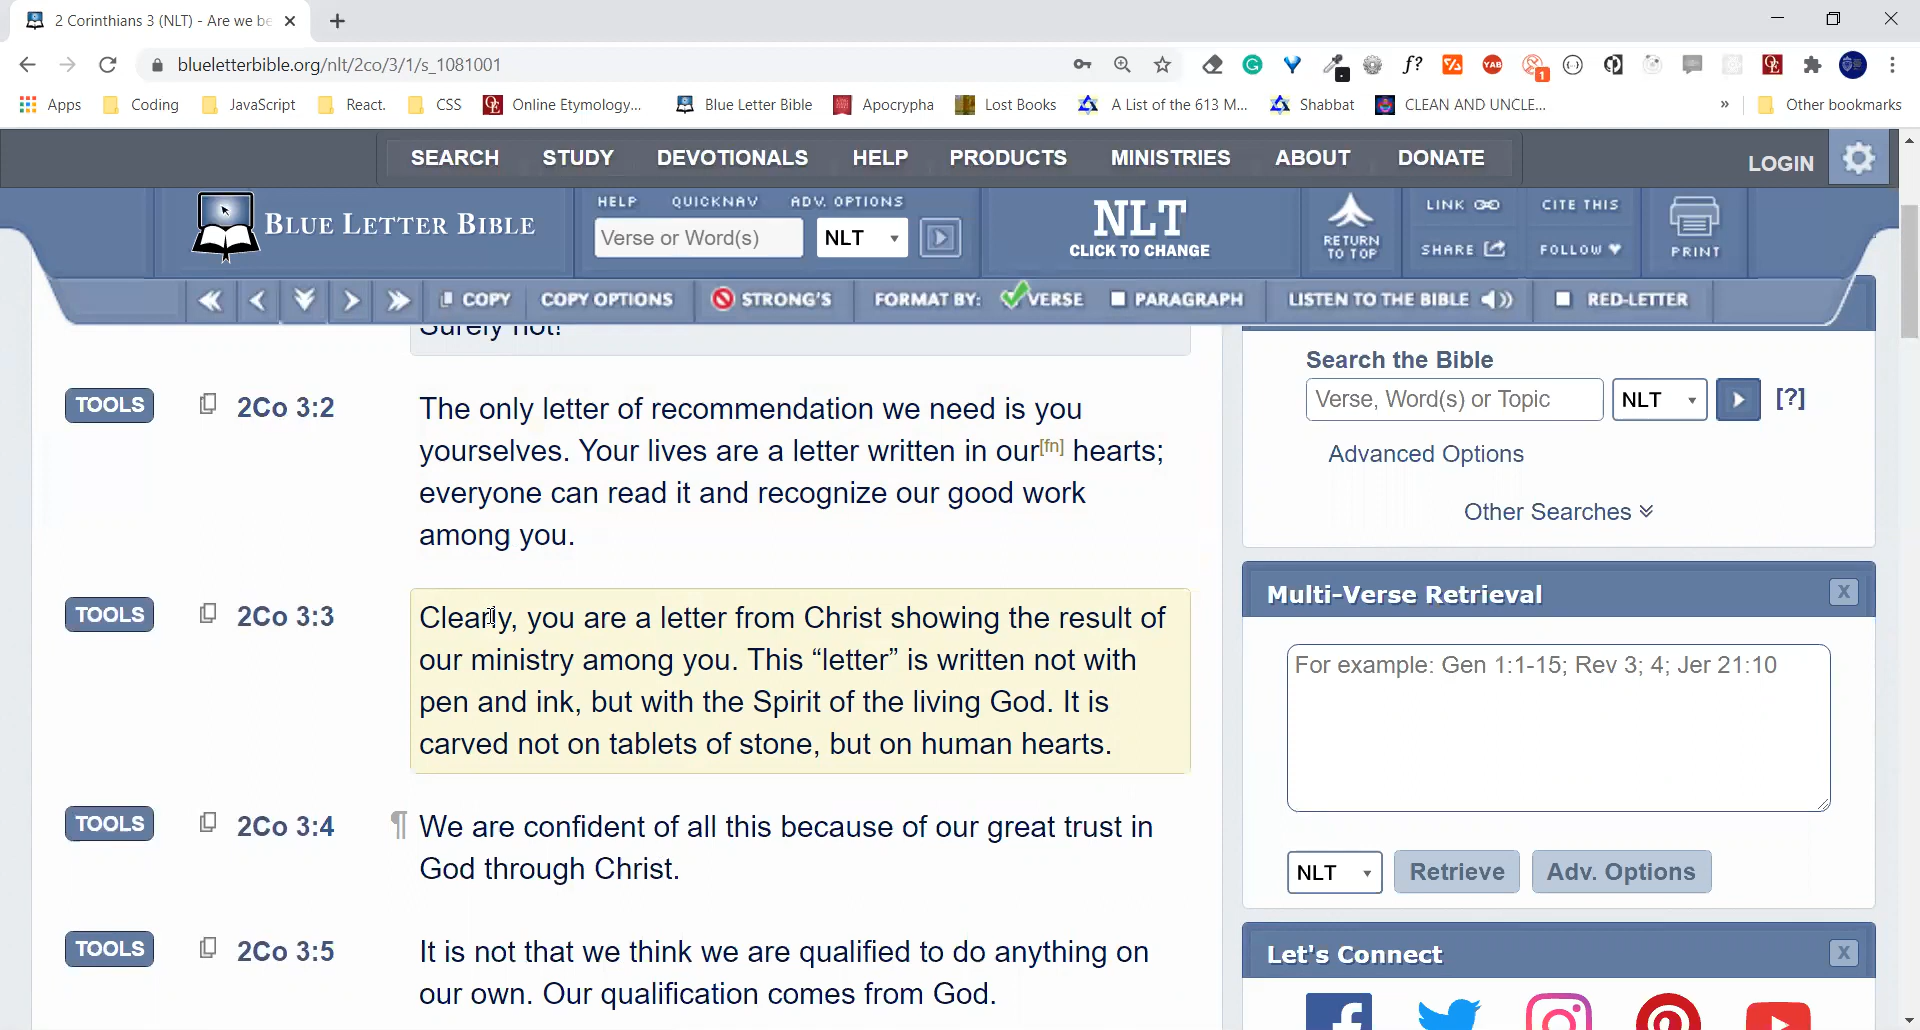 2 Corinthians 3 (NLT) - Are we be
blueletterbible.org/nlt/2co/3/1/s_1081001
Apps
Coding
JavaScript
React.
CSS
Online Etymology...
Blue Letter Bible
Apocrypha
Lost Books
A List of the 613 M...
Shabbat
CLEAN AND UNCLE...
»
Other bookmarks
SEARCH STUDY DEVOTIONALS HELP PRODUCTS MINISTRIES ABOUT DONATE
LOGIN
BLUE LETTER BIBLE
HELP QUICKNAV ADV. OPTIONS
Verse or Word(s)
NLT
NLT
CLICK TO CHANGE
RETURN
TO TOP
LINK
CITE THIS
SHARE
FOLLOW
PRINT
COPY
COPY OPTIONS
STRONG'S
FORMAT BY:
VERSE
PARAGRAPH
LISTEN TO THE BIBLE
RED-LETTER
Surely not!
TOOLS
2Co 3:2
The only letter of recommendation we need is you
yourselves. Your lives are a letter written in our[fn] hearts;
everyone can read it and recognize our good work
among you.
TOOLS
2Co 3:3
Clearly, you are a letter from Christ showing the result of
our ministry among you. This “letter” is written not with
pen and ink, but with the Spirit of the living God. It is
carved not on tablets of stone, but on human hearts.
TOOLS
2Co 3:4
¶ We are confident of all this because of our great trust in
God through Christ.
TOOLS
2Co 3:5
It is not that we think we are qualified to do anything on
our own. Our qualification comes from God.
Search the Bible
Verse, Word(s) or Topic
NLT
[?]
Advanced Options
Other Searches
Multi-Verse Retrieval
X
For example: Gen 1:1-15; Rev 3; 4; Jer 21:10
NLT
Retrieve
Adv. Options
Let's Connect
X